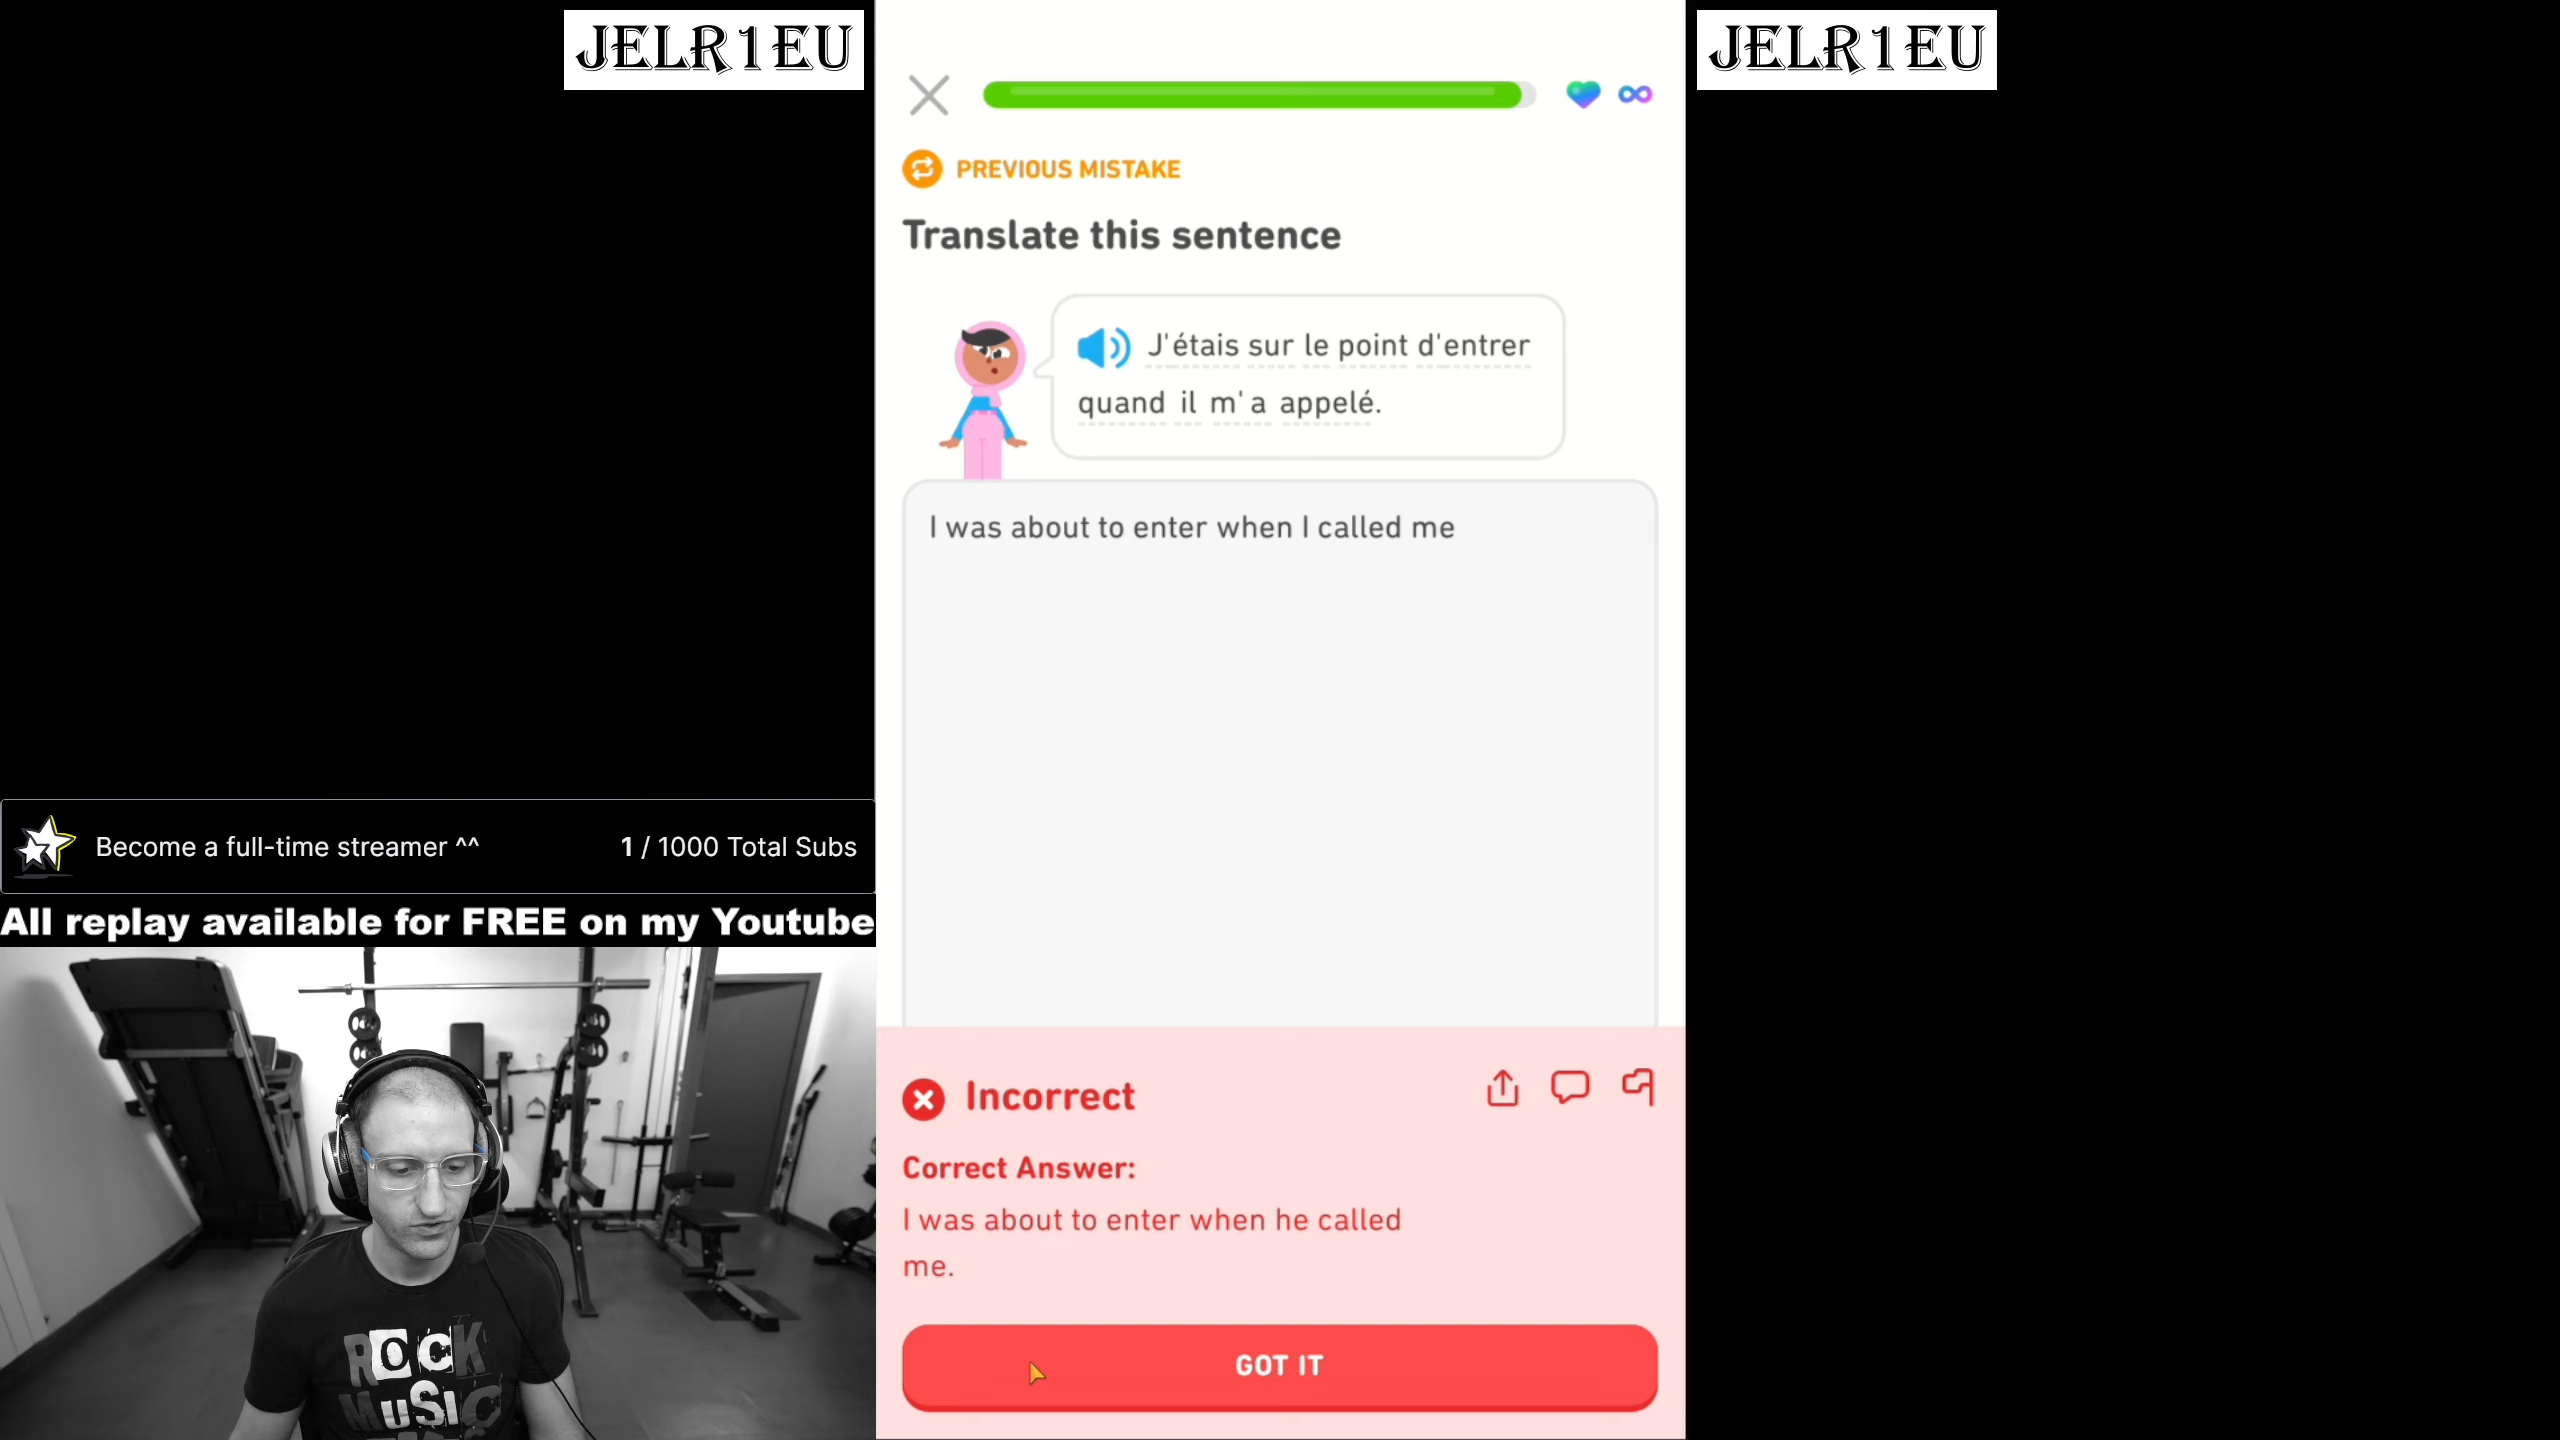 JELR1EU
JELR1EU
PREVIOUS MISTAKE
Translate this sentence
J'étais sur le point d'entrer
quand il m'a appelé.
I was about to enter when I called me
Become a full-time streamer ^^ 1 / 1000 Total Subs
All replay available for FREE on my Youtube
Incorrect
Correct Answer:
I was about to enter when he called
me.
GOT IT
ROCK
MUSIC